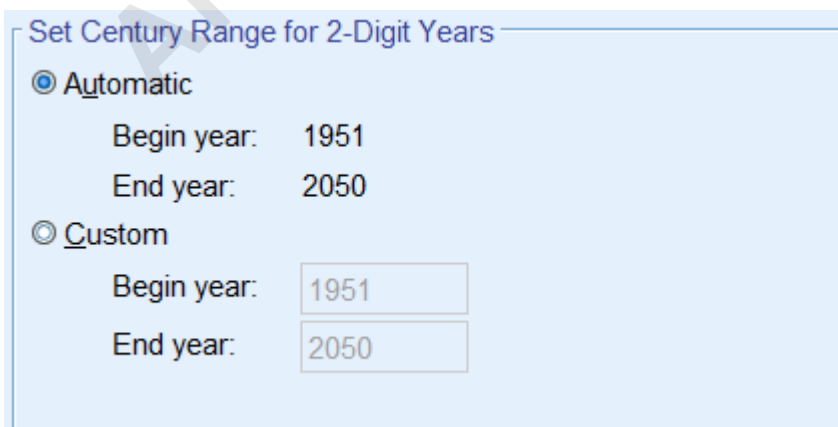 Set Century Range for 2-Digit Years
Automatic
Begin year: 1951
End year: 2050
Custom
Begin year: 1951
End year: 2050